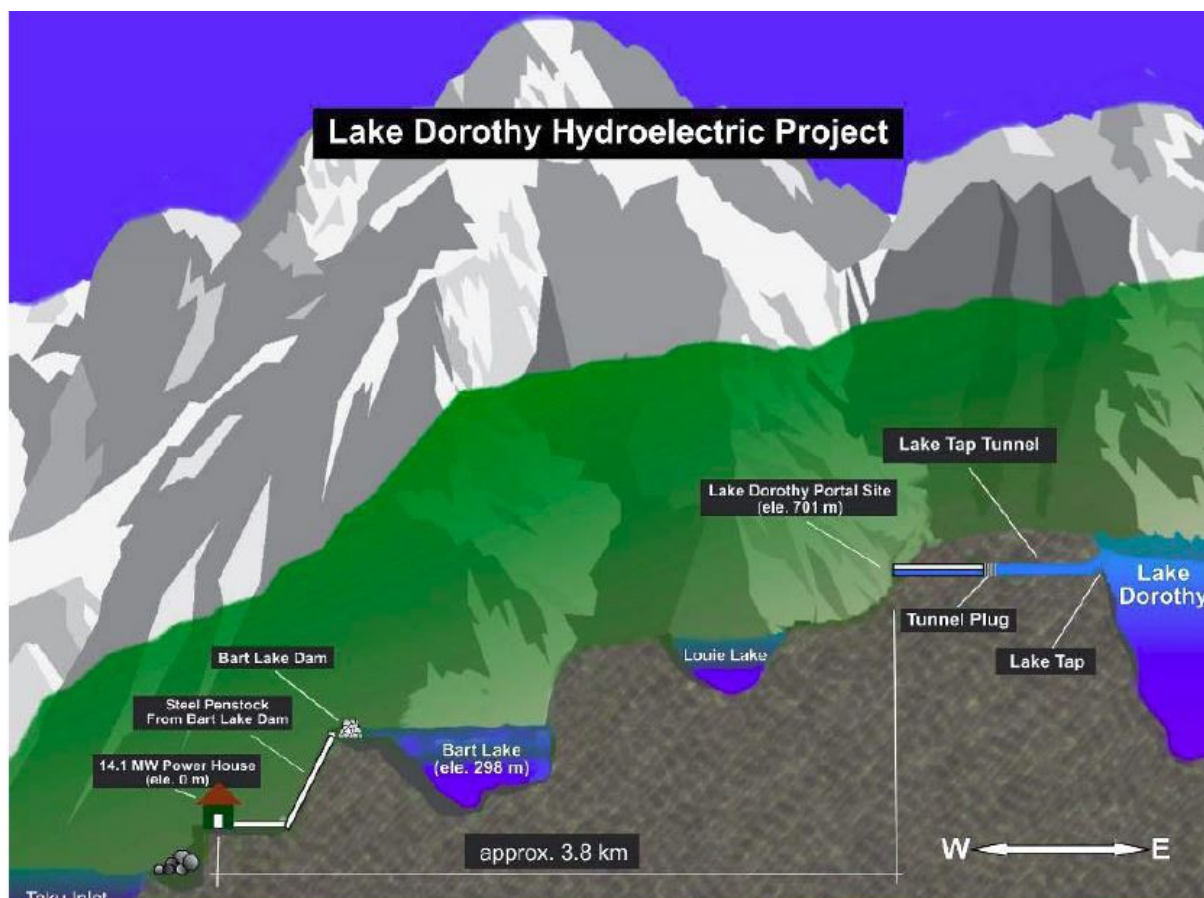 Lake Dorothy Hydroelectric Project
Lake Tap Tunnel
Lake Dorothy Portal Site
(ele. 701 m)
Lake
Dorothy
Tunnel Plug
Lake Tap
Louie Lake
Bart Lake Dam
Steel Penstock
From Bart Lake Dam
14.1 MW Power House
(ele. 0 m)
Bart Lake
(ele. 298 m)
approx. 3.8 km
W
E
Taku Inlet